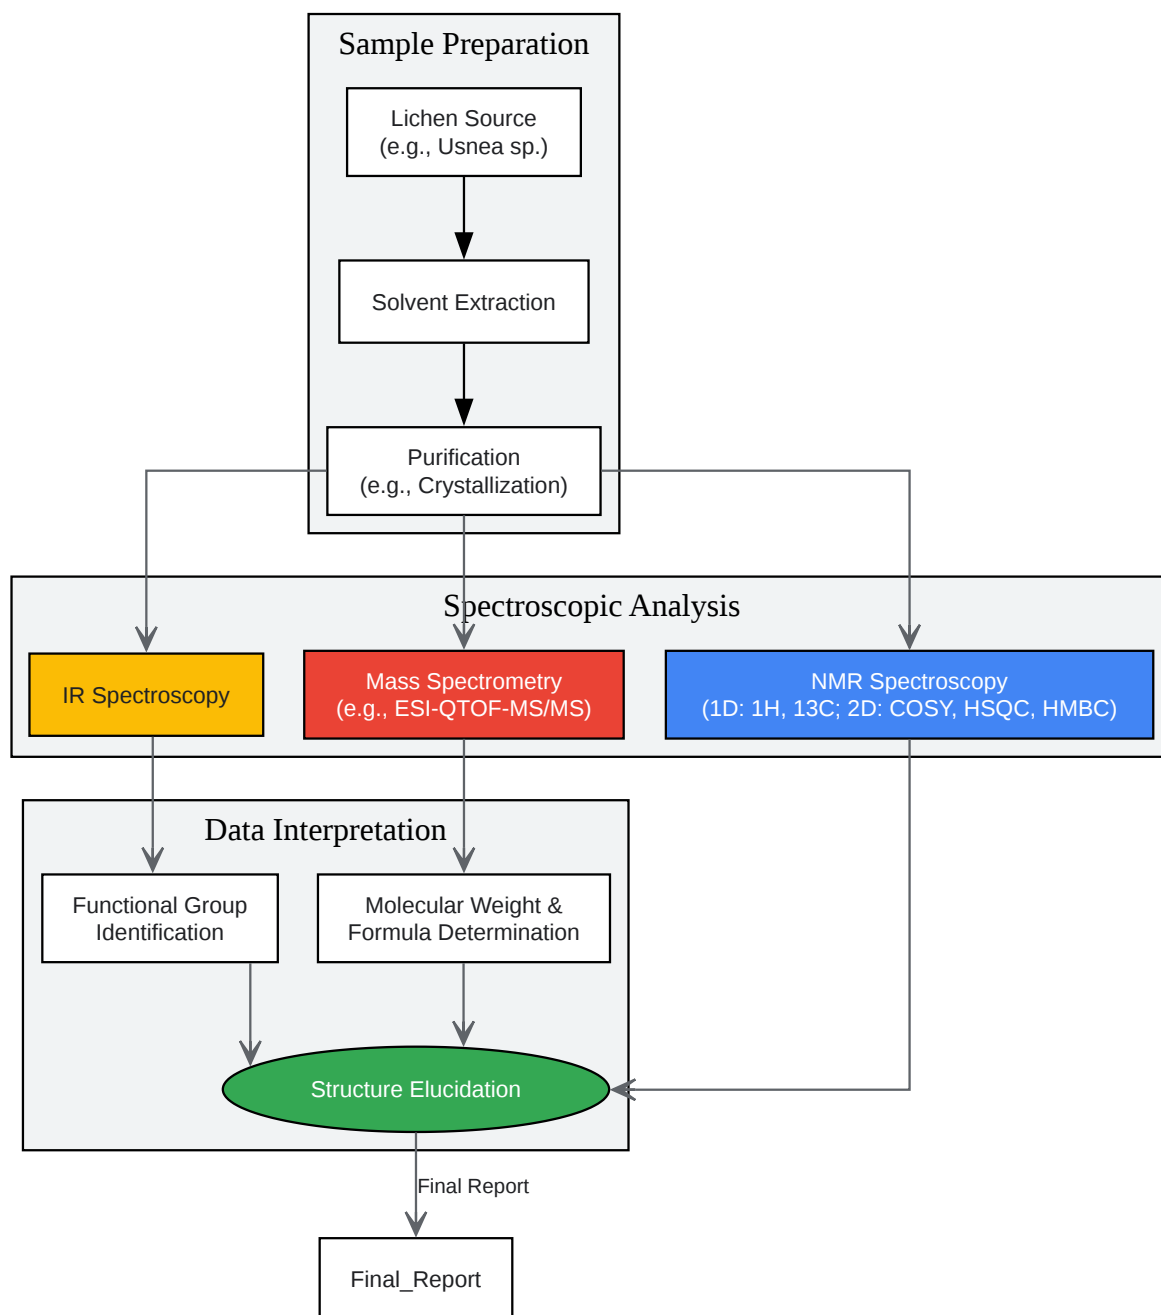 Sample Preparation
Lichen Source
(e.g., Usnea sp.)
Solvent Extraction
Purification
(e.g., Crystallization)
Spectroscopic Analysis
IR Spectroscopy
Mass Spectrometry
(e.g., ESI-QTOF-MS/MS)
NMR Spectroscopy
(1D: 1H, 13C; 2D: COSY, HSQC, HMBC)
Data Interpretation
Functional Group
Identification
Molecular Weight &
Formula Determination
Structure Elucidation
Final Report
Final_Report